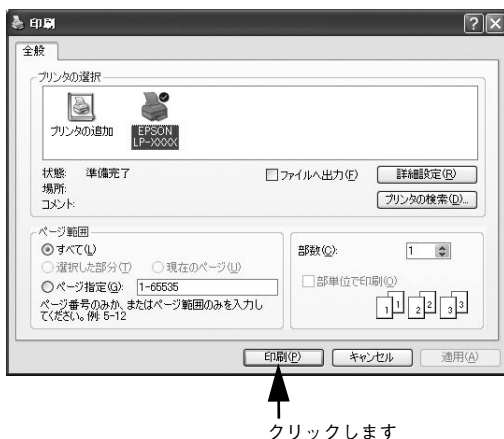 印刷
全般
プリンタの選択
プリンタの追加
EPSON
LP-XXXX
状態: 準備完了
場所:
コメント:
ファイルへ出力(F)
詳細設定(R)
プリンタの検索(D)...
ページ範囲
すべて(L)
選択した部分(T) 現在のページ(U)
ページ指定(G): 1-65535
ページ番号のみか、またはページ範囲のみを入力し
てください。例: 5-12
部数(C): 1
部単位で印刷(O)
1 1 2 2 3 3
印刷(P) キャンセル 適用(A)
クリックします